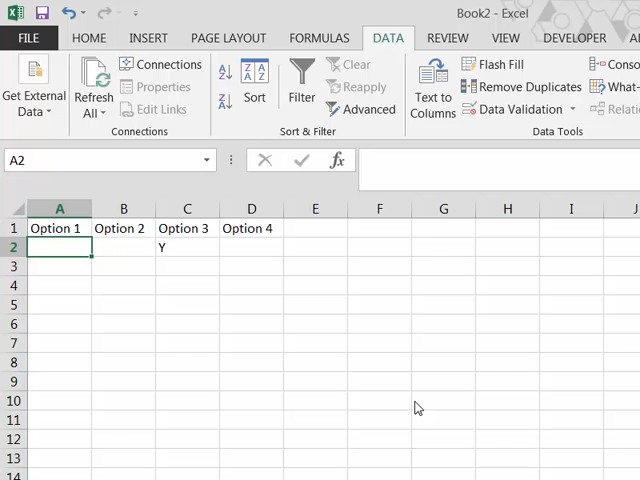 Book2 - Excel
FILE HOME INSERT PAGE LAYOUT FORMULAS DATA REVIEW VIEW DEVELOPER
Get External Data
Refresh All
Connections
Properties
Edit Links
Connections
Sort
Filter
Clear
Reapply
Advanced
Sort & Filter
Text to Columns
Flash Fill
Remove Duplicates
Data Validation
Conso
What-
Relatio
Data Tools
A2 fx
A B C D E F G H I J
1 Option 1 Option 2 Option 3 Option 4
2 Y
3
4
5
6
7
8
9
10
11
12
13
14